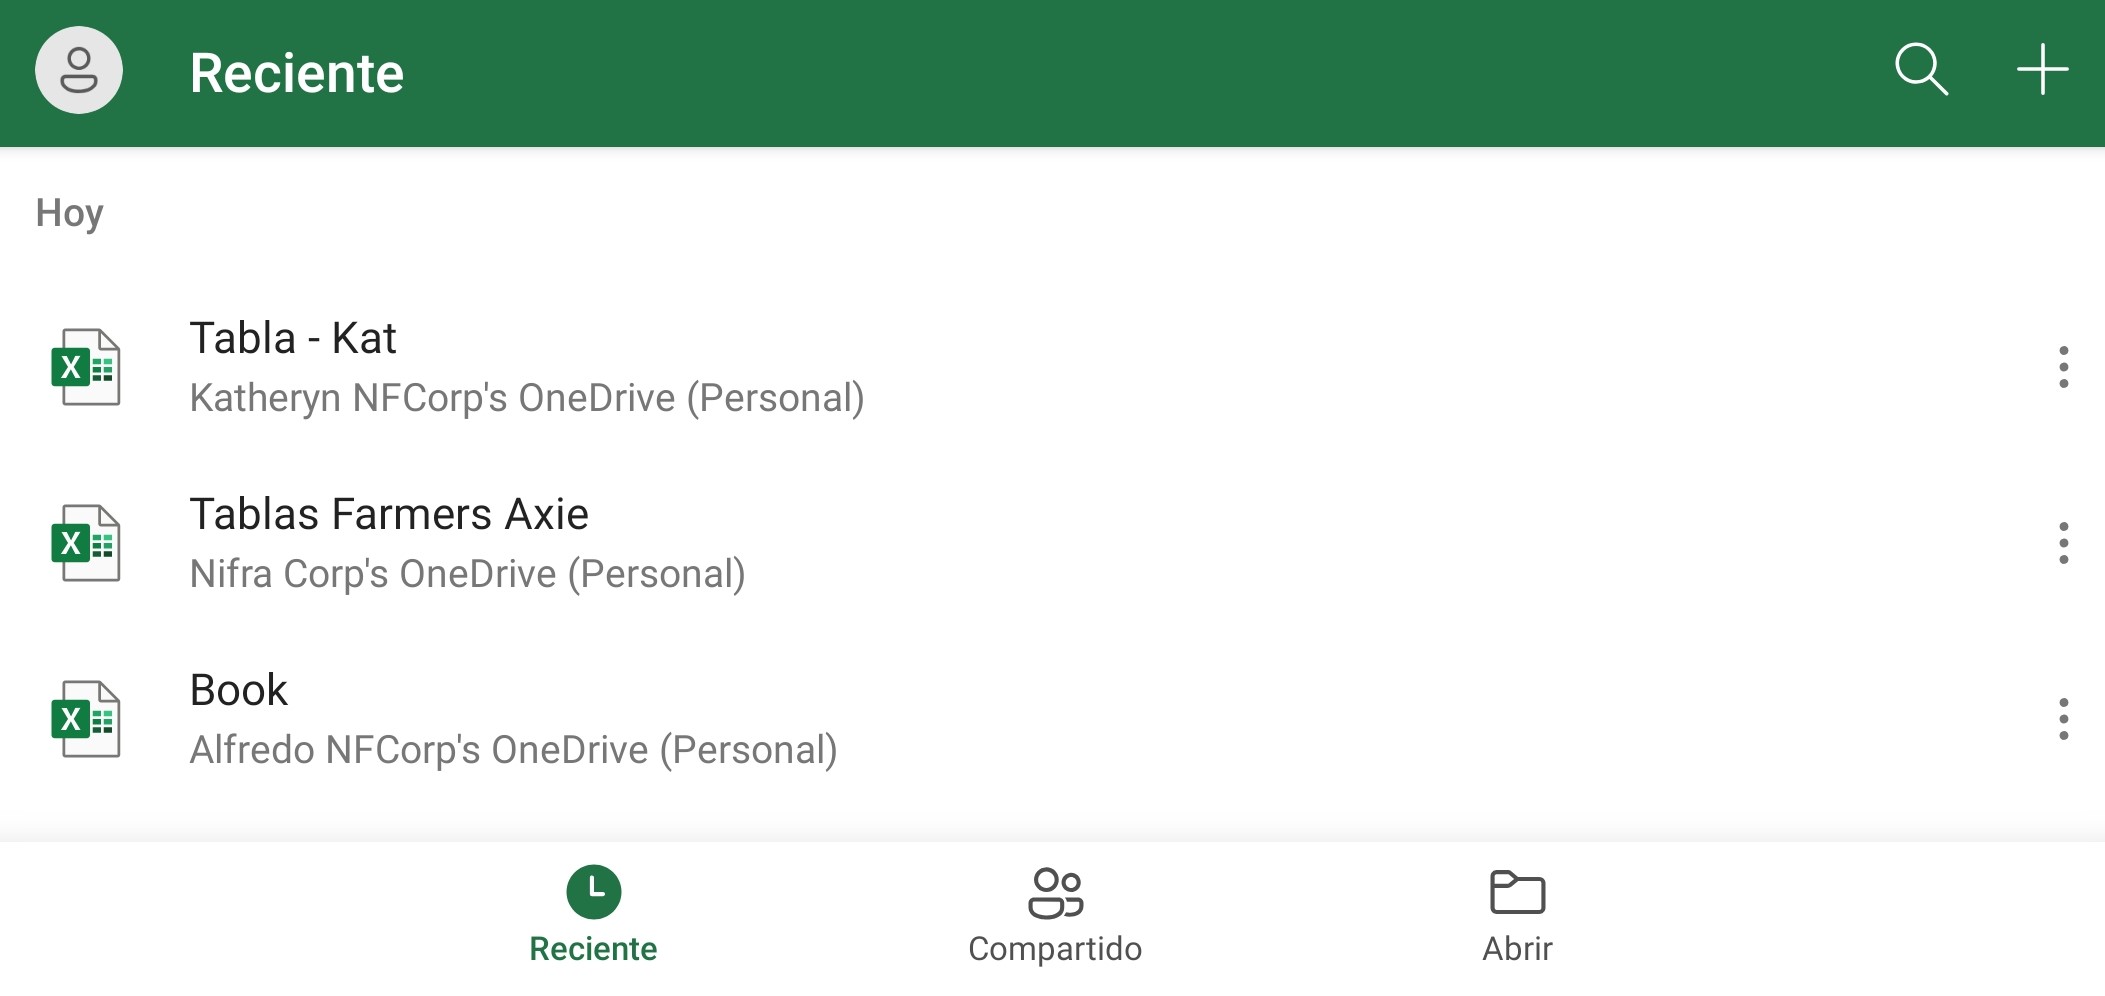 Reciente
Hoy
Tabla - Kat
Katheryn NFCorp's OneDrive (Personal)
Tablas Farmers Axie
Nifra Corp's OneDrive (Personal)
Book
Alfredo NFCorp's OneDrive (Personal)
Reciente
Compartido
Abrir